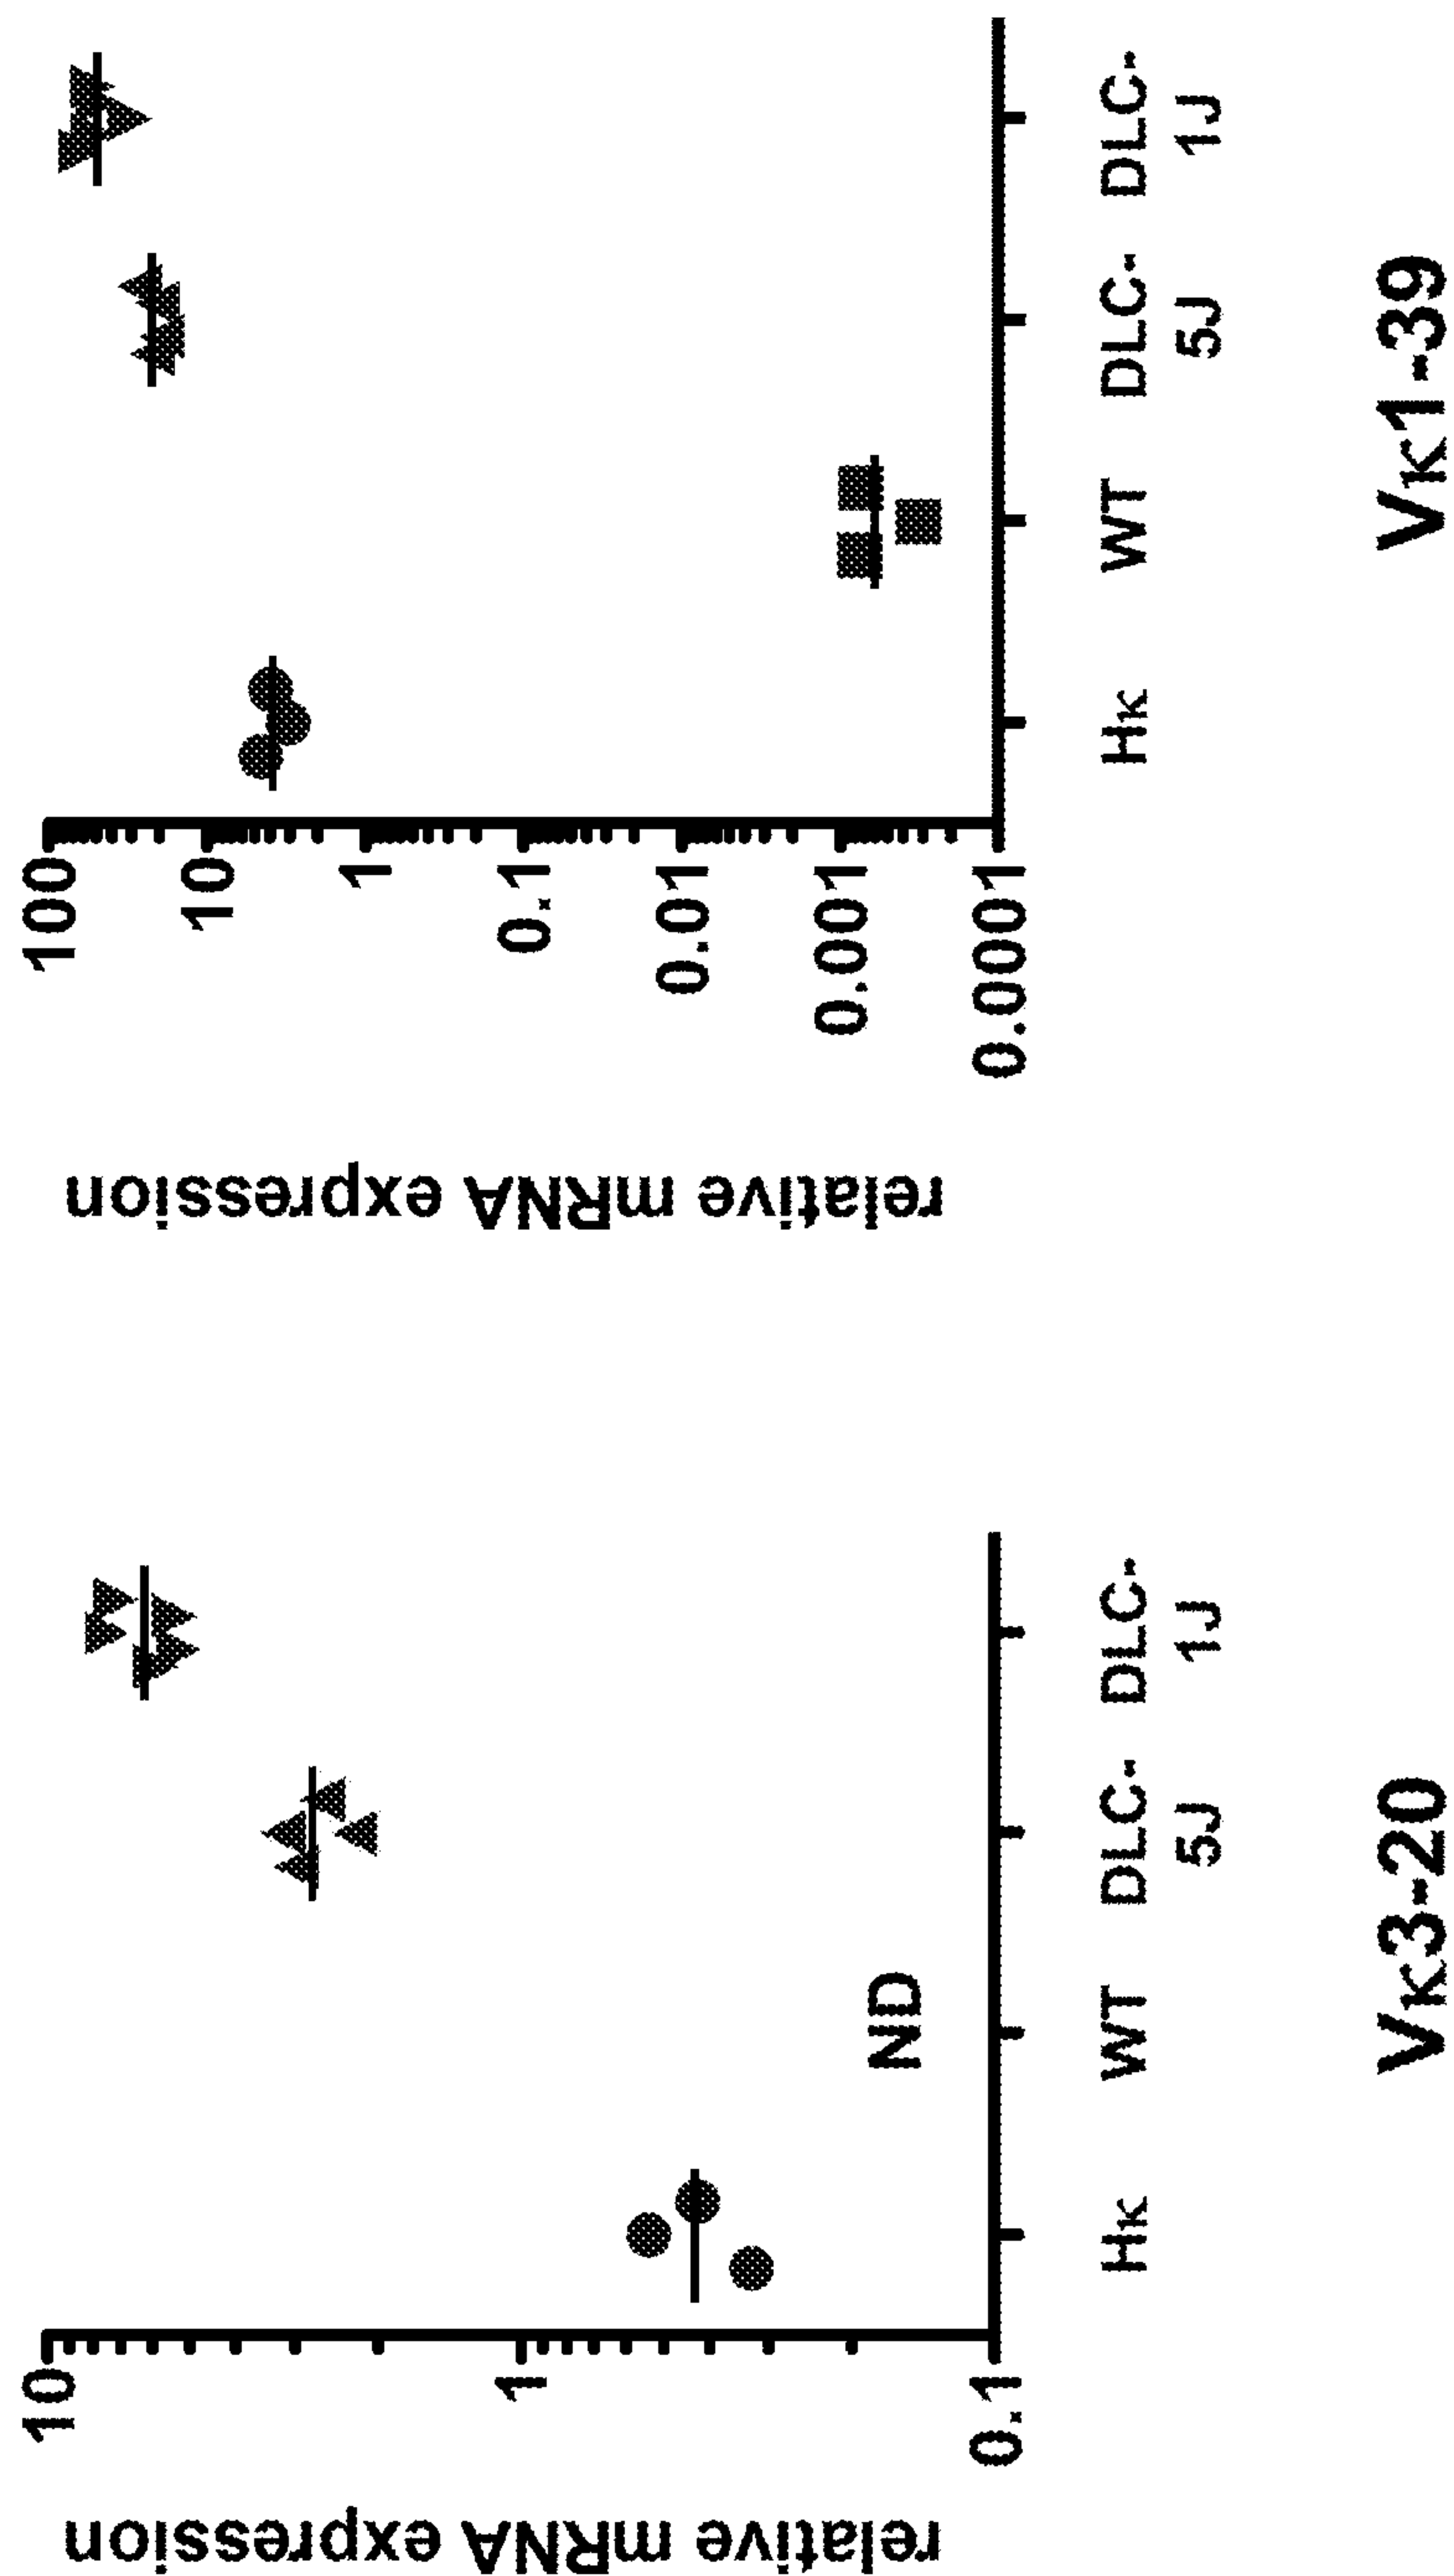 relative mRNA expression
10
1
0.1
ND
Hκ WT DLC- DLC-
5J 1J
Vκ3-20
relative mRNA expression
100
10
1
0.1
0.01
0.001
0.0001
Hκ WT DLC- DLC-
5J 1J
Vκ1-39